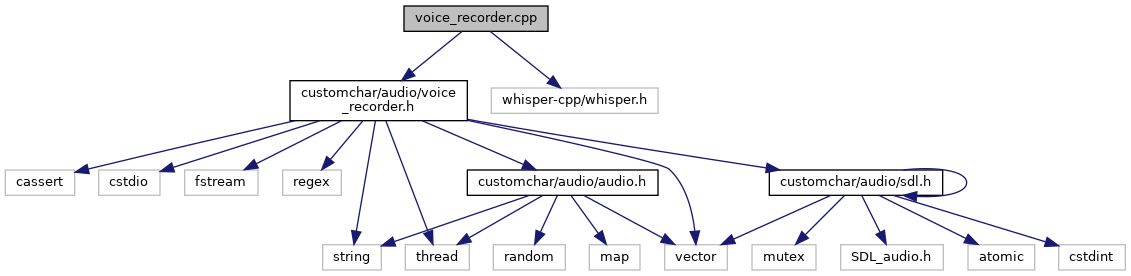 voice_recorder.cpp
customchar/audio/voice
_recorder.h
whisper-cpp/whisper.h
cassert
cstdio
fstream
regex
customchar/audio/audio.h
customchar/audio/sdl.h
string
thread
random
map
vector
mutex
SDL_audio.h
atomic
cstdint